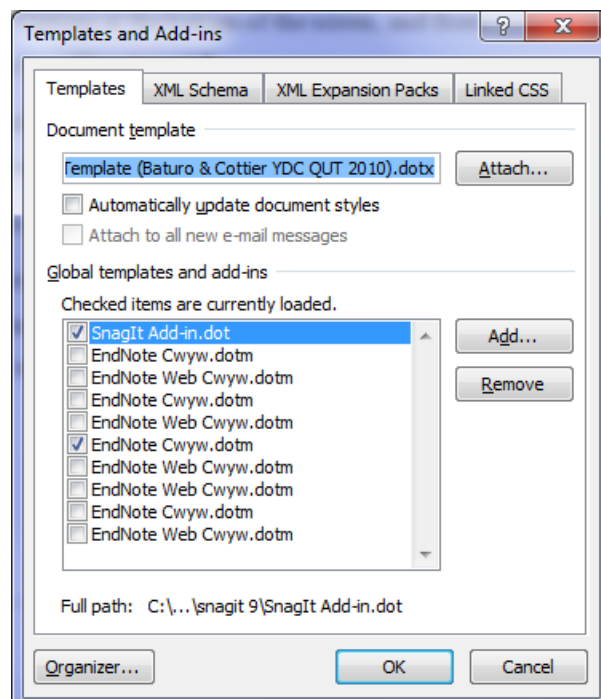 Templates and Add-ins
Templates XML Schema XML Expansion Packs Linked CSS
Document template
Template (Baturo & Cottier YDC QUT 2010).dotx Attach...
Automatically update document styles
Attach to all new e-mail messages
Global templates and add-ins
Checked items are currently loaded.
SnagIt Add-in.dot Add...
EndNote Cwyw.dotm
EndNote Web Cwyw.dotm Remove
EndNote Cwyw.dotm
EndNote Web Cwyw.dotm
EndNote Cwyw.dotm
EndNote Web Cwyw.dotm
EndNote Web Cwyw.dotm
EndNote Cwyw.dotm
EndNote Web Cwyw.dotm
Full path: C:\...\snagit 9\SnagIt Add-in.dot
Organizer... OK Cancel